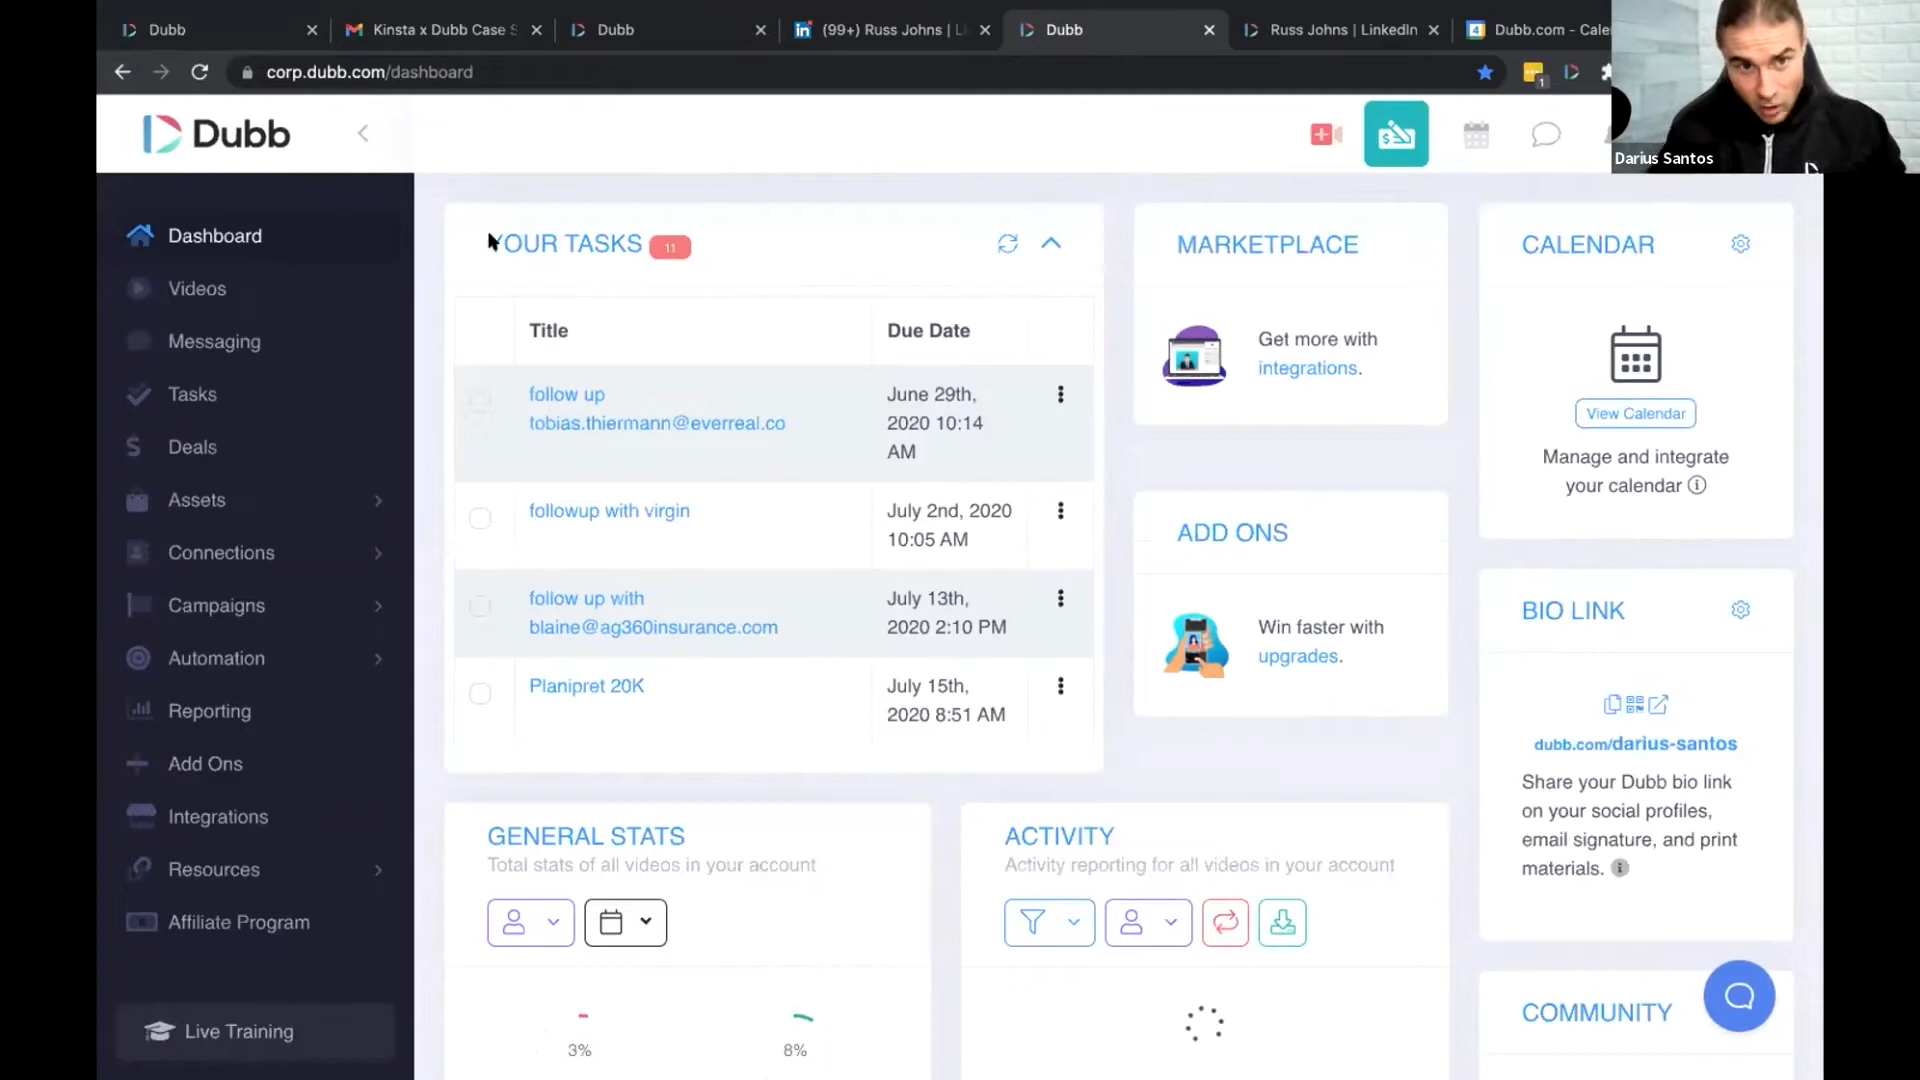 Dubb
Kinsta x Dubb Case S
Dubb
(99+) Russ Johns | L
Dubb
Russ Johns | LinkedIn
4
Dubb.com - Cale
corp.dubb.com/dashboard
1
Dubb
Darius Santos
Dashboard
Videos
Messaging
Tasks
Deals
Assets
Connections
Campaigns
Automation
Reporting
Add Ons
Integrations
Resources
Affiliate Program
Live Training
YOUR TASKS 11
Title
Due Date
follow up
tobias.thiermann@everreal.co
June 29th,
2020 10:14
AM
followup with virgin
July 2nd, 2020
10:05 AM
follow up with
blaine@ag360insurance.com
July 13th,
2020 2:10 PM
Planipret 20K
July 15th,
2020 8:51 AM
MARKETPLACE
Get more with
integrations.
ADD ONS
Win faster with
upgrades.
CALENDAR
View Calendar
Manage and integrate
your calendar
BIO LINK
dubb.com/darius-santos
Share your Dubb bio link
on your social profiles,
email signature, and print
materials.
GENERAL STATS
Total stats of all videos in your account
3%
8%
ACTIVITY
Activity reporting for all videos in your account
COMMUNITY